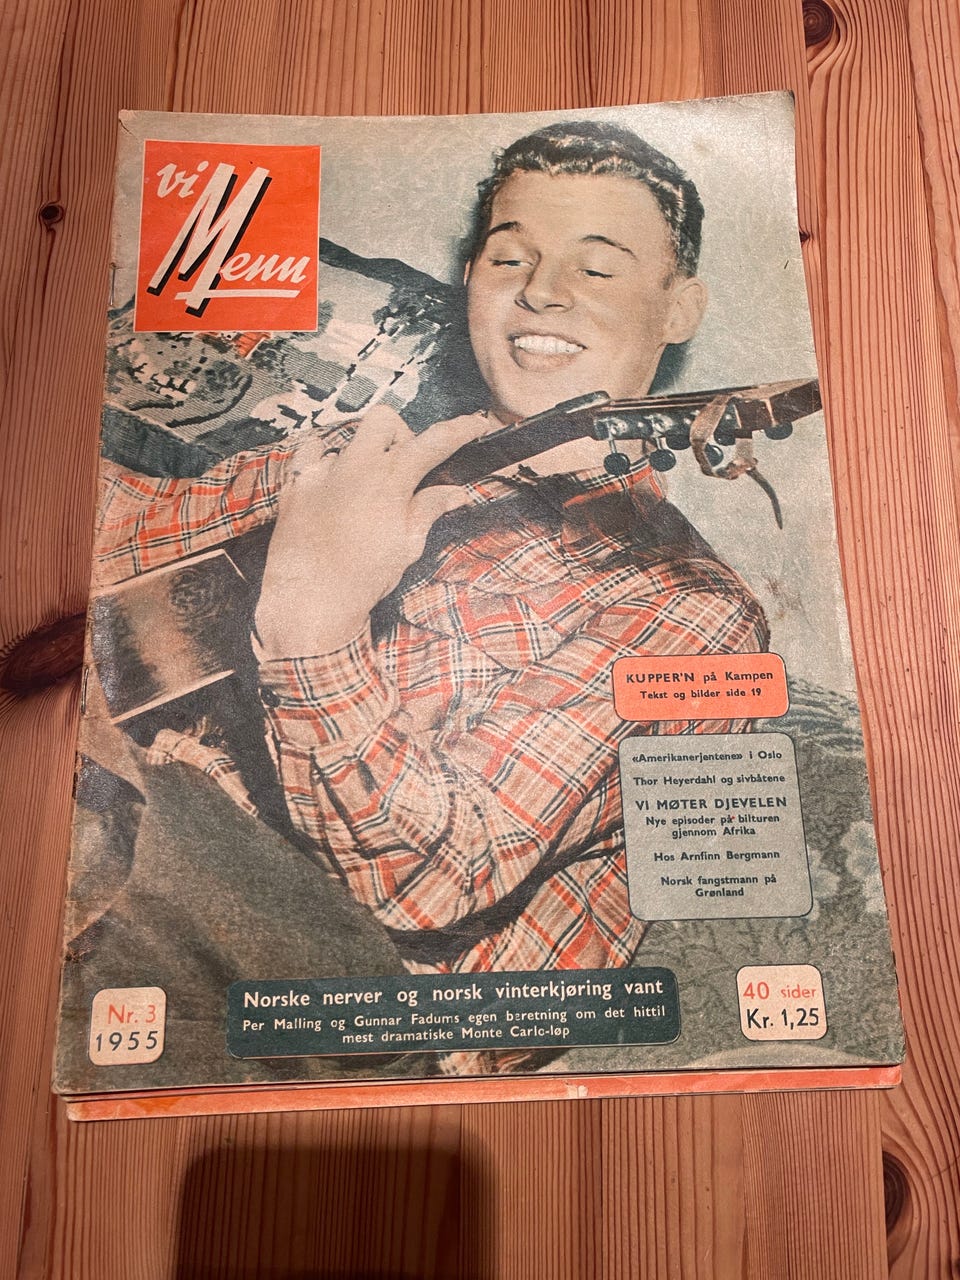 vi
Menn
KUPPER'N på Kampen
Tekst og bilder side 19
«Amerikanerjentene» i Oslo
Thor Heyerdahl og sivbåtene
VI MØTER DJEVELEN
Nye episoder på bilturen
gjennom Afrika
Hos Arnfinn Bergmann
Norsk fangstmann på
Grønland
Nr. 3
1955
Norske nerver og norsk vinterkjøring vant
Per Malling og Gunnar Fadums egen beretning om det hittil
mest dramatiske Monte Carlo-løp
40 sider
Kr. 1,25